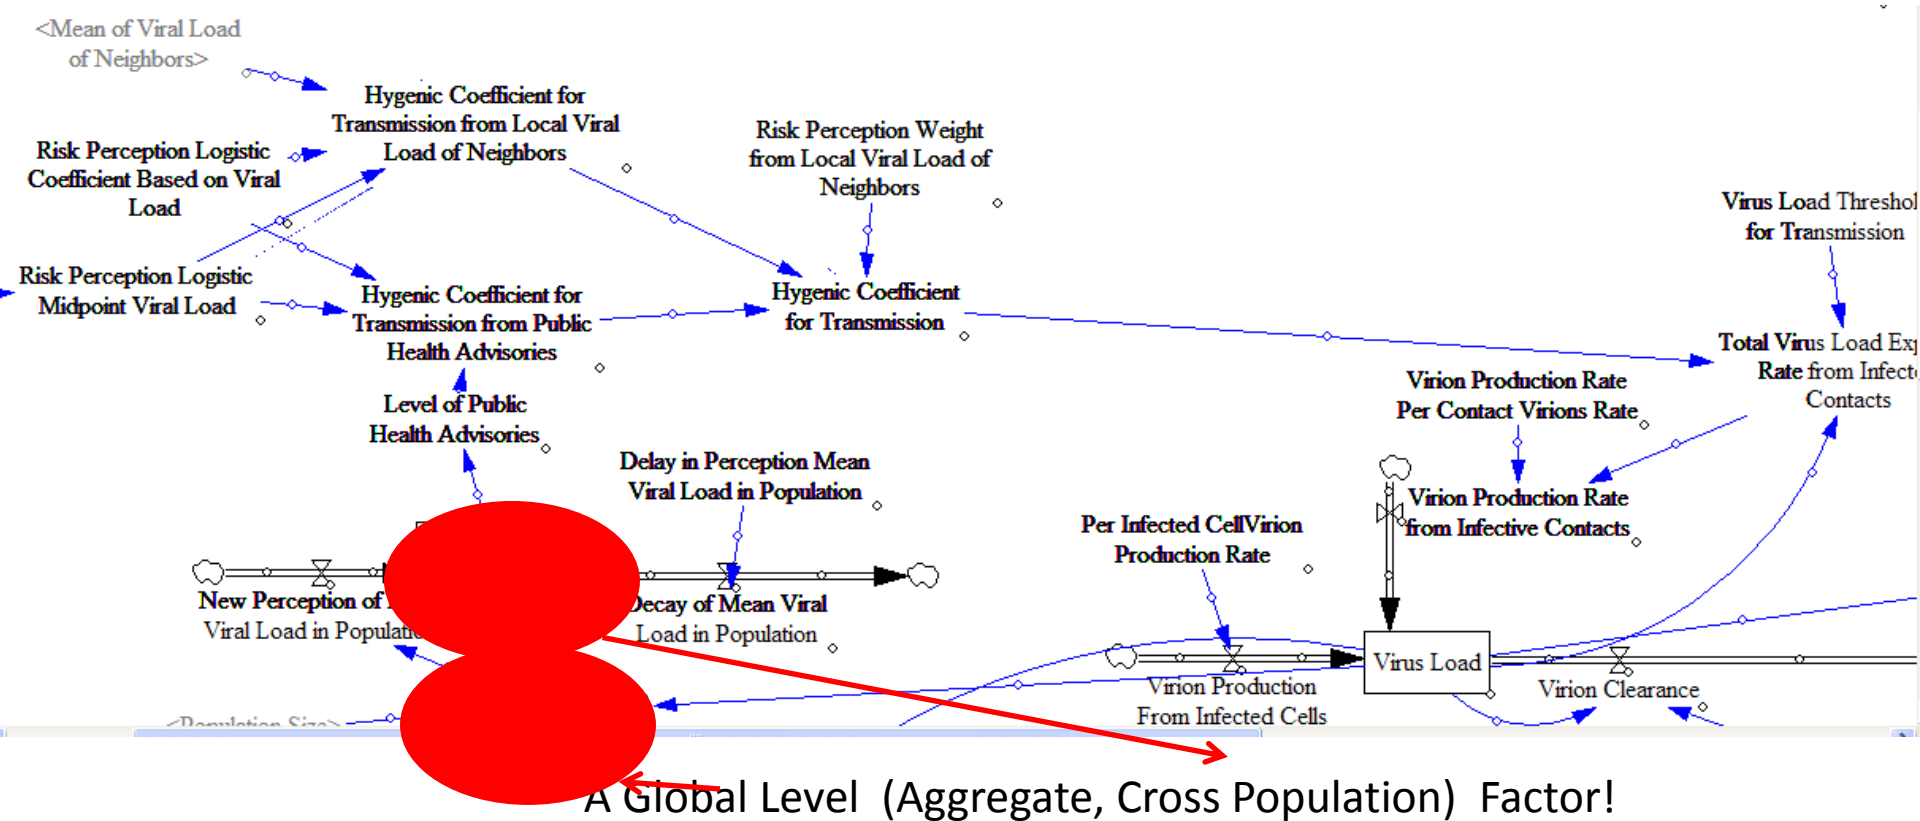 <Mean of Viral Load
of Neighbors>
Hygenic Coefficient for
Transmission from Local Viral
Load of Neighbors
Risk Perception Weight
from Local Viral Load of
Neighbors
Risk Perception Logistic
Coefficient Based on Viral
Load
Virus Load
for Transmission
Risk Perception Logistic
Midpoint Viral Load
Hygenic Coefficient for
Transmission from Public
Health Advisories
Hygenic Coefficient
for Transmission
Total Virus Load
Rate from
Contacts
Virion Production Rate
Per Contact Virions Rate
Level of Public
Health Advisories
Delay in Perception Mean
Viral Load in Population
Virion Production Rate
from Infective Contacts
Per Infected CellVirion
Production Rate
New Perception of
Viral Load in
Decay of Mean Viral
Load in Population
Virus Load
Virion Production
From Infected Cells
Virion Clearance
<Population Size>
A Global Level (Aggregate, Cross Population) Factor!